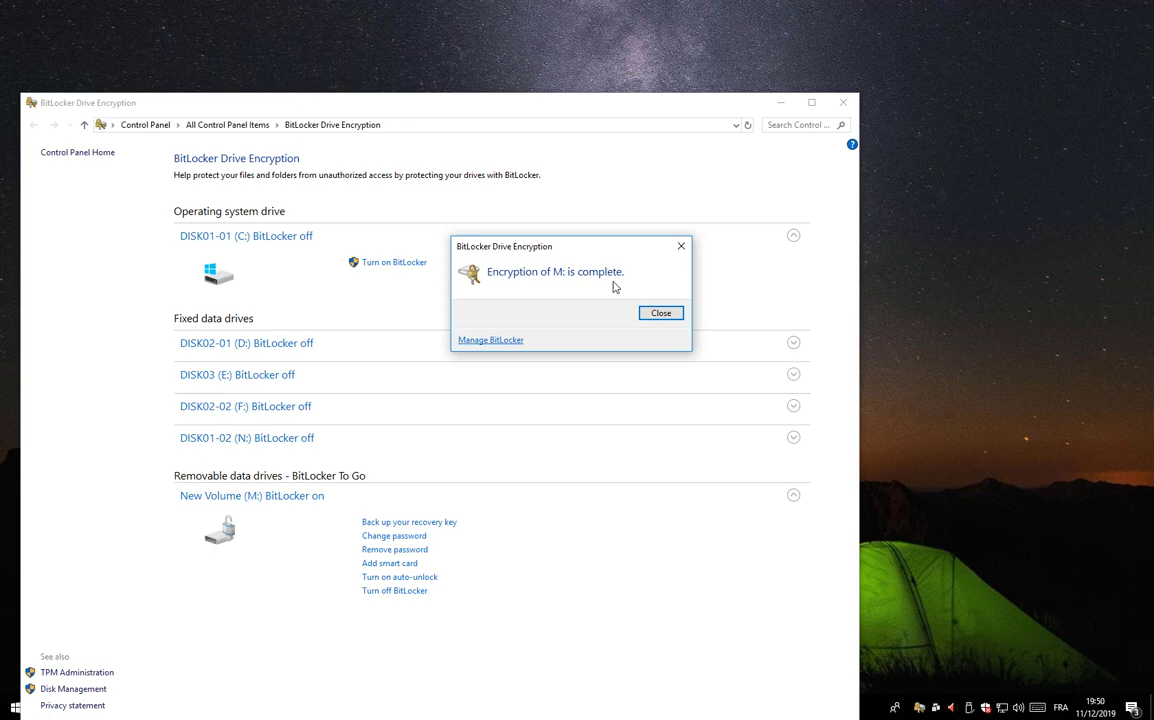 BitLocker Drive Encryption
Control Panel > All Control Panel Items > BitLocker Drive Encryption
Search Control ...
Control Panel Home
BitLocker Drive Encryption
Help protect your files and folders from unauthorized access by protecting your drives with BitLocker.
Operating system drive
DISK01-01 (C:) BitLocker off
Turn on BitLocker
BitLocker Drive Encryption
Encryption of M: is complete.
Close
Manage BitLocker
Fixed data drives
DISK02-01 (D:) BitLocker off
DISK03 (E:) BitLocker off
DISK02-02 (F:) BitLocker off
DISK01-02 (N:) BitLocker off
Removable data drives - BitLocker To Go
New Volume (M:) BitLocker on
Back up your recovery key
Change password
Remove password
Add smart card
Turn on auto-unlock
Turn off BitLocker
See also
TPM Administration
Disk Management
Privacy statement
FRA
19:50
11/12/2019
3